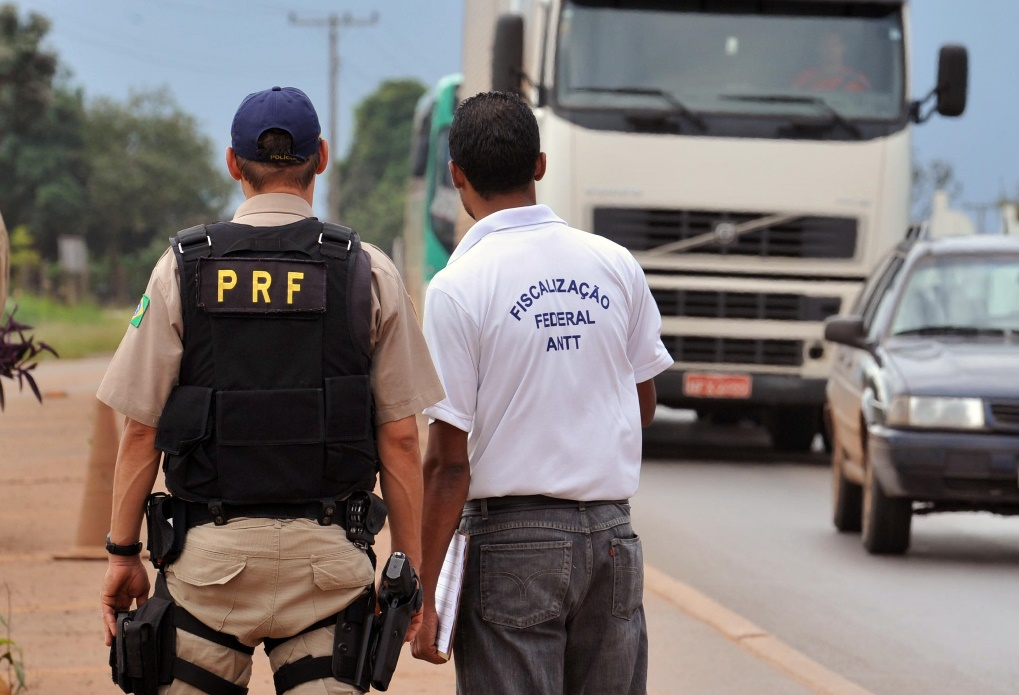 PRF
FISCALIZAÇÃO
FEDERAL
ANTT